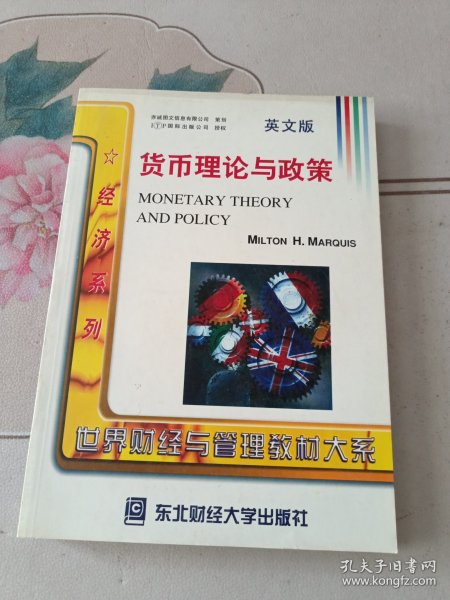 亦诚图文信息有限公司 策划
ITP国际出版公司 授权
英文版
货币理论与政策
MONETARY THEORY
AND POLICY
MILTON H. MARQUIS
☆经济系列
世界财经与管理教材大系
东北财经大学出版社
孔夫子旧书网
www.kongfz.com